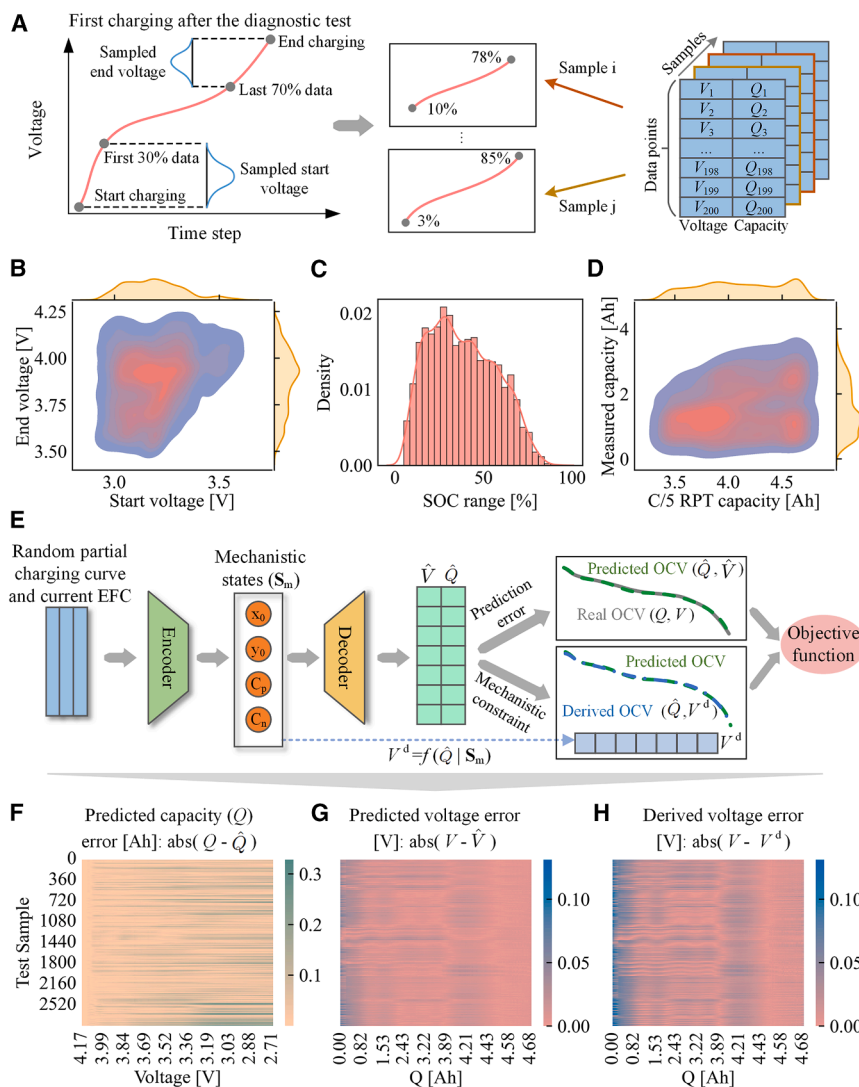 A
First charging after the diagnostic test
Sampled
end voltage
End charging
Last 70% data
First 30% data
Sampled start
voltage
Start charging
Voltage
Time step
78%
10%
...
85%
3%
Sample i
Sample j
Samples
Data points
V1 Q1
V2 Q2
V3 Q3
... ...
V198 Q198
V199 Q199
V200 Q200
Voltage Capacity
B
End voltage [V]
4.25
4.00
3.75
3.50
3.0 3.5
Start voltage [V]
C
Density
0.02
0.01
0.00
0 50 100
SOC range [%]
D
Measured capacity [Ah]
4
2
0
3.5 4.0 4.5
C/5 RPT capacity [Ah]
E
Random partial
charging curve
and current EFC
Encoder
Mechanistic
states (Sm)
x0
y0
Cp
Cn
Decoder
V̂ Q̂
Prediction
error
Mechanistic
constraint
Predicted OCV (Q̂, V̂)
Real OCV (Q, V)
Predicted OCV
Derived OCV (Q̂,Vᵈ)
Vᵈ
Vᵈ=f(Q̂ | Sm)
Objective
function
F
Predicted capacity (Q)
error [Ah]: abs( Q - Q̂ )
Test Sample
0
360
720
1080
1440
1800
2160
2520
4.17 3.99 3.84 3.69 3.52 3.36 3.19 3.03 2.88 2.71
Voltage [V]
0.3
0.2
0.1
G
Predicted voltage error
[V]: abs( V - V̂ )
0.00 0.82 1.53 2.45 3.22 3.89 4.21 4.43 4.58 4.68
Q [Ah]
0.10
0.05
0.00
H
Derived voltage error
[V]: abs( V - Vᵈ )
0.00 0.82 1.53 2.45 3.22 3.89 4.21 4.43 4.58 4.68
Q [Ah]
0.10
0.05
0.00